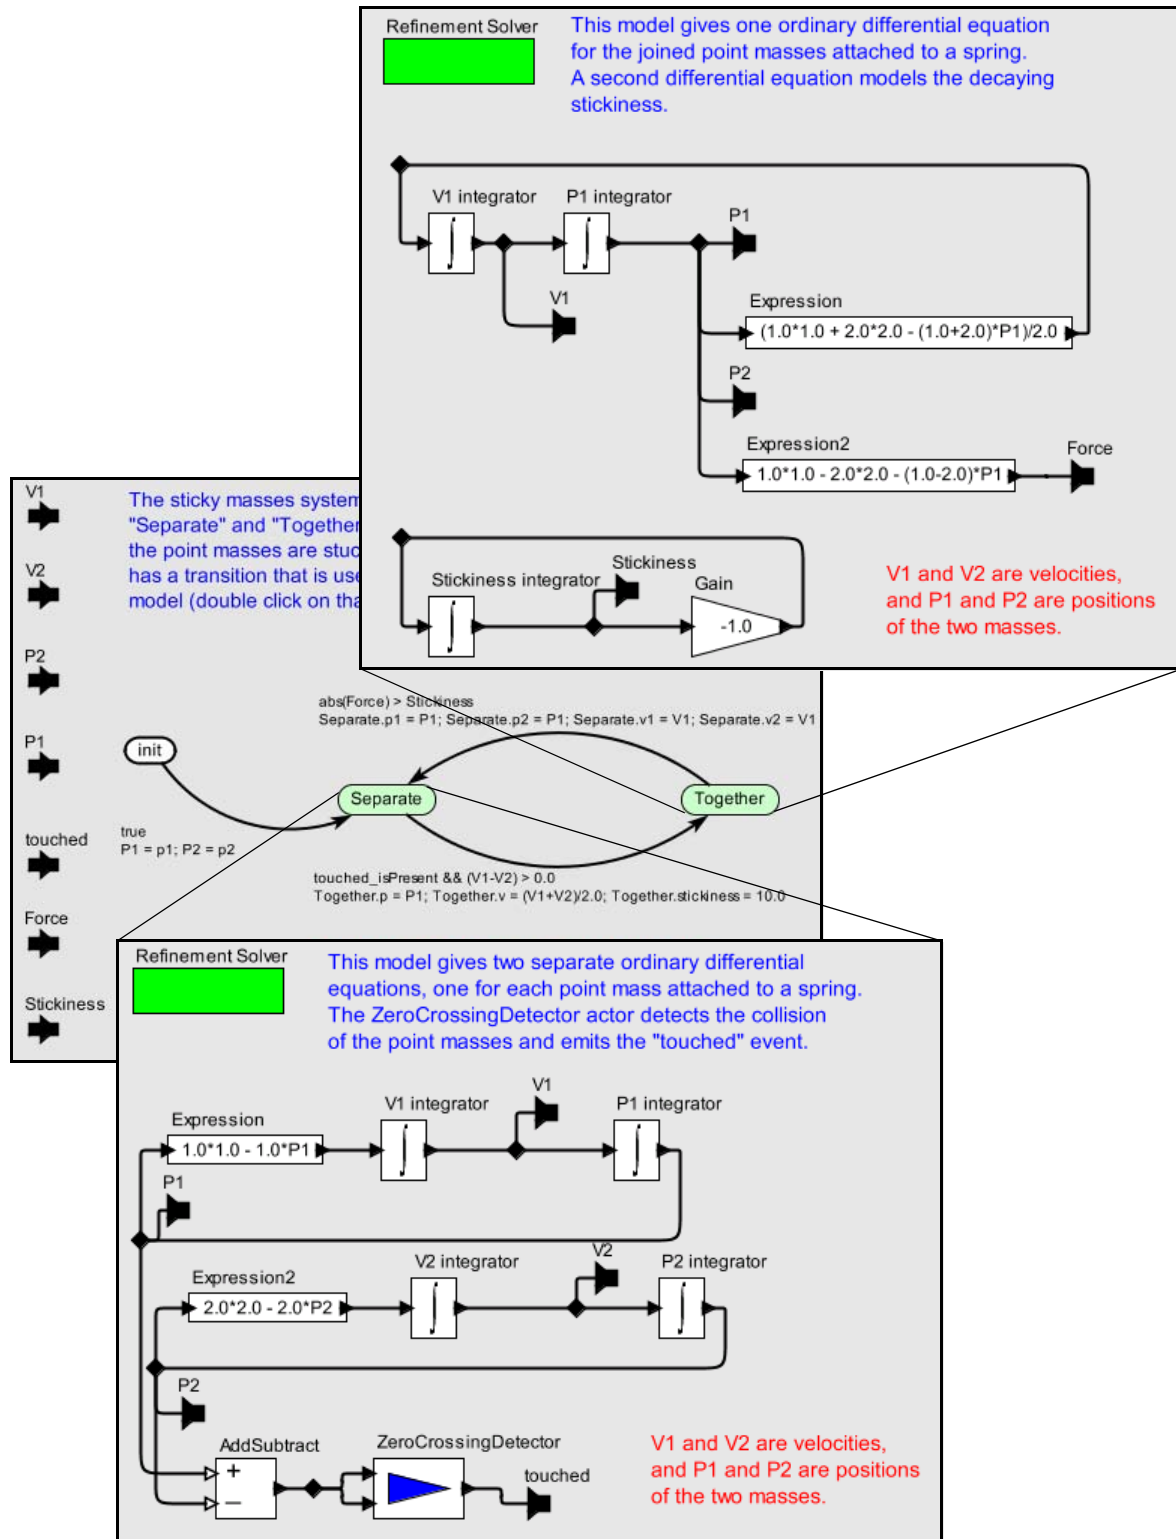 Refinement Solver
This model gives one ordinary differential equation
for the joined point masses attached to a spring.
A second differential equation models the decaying
stickiness.
V1 integrator
P1 integrator
P1
V1
Expression
(1.0*1.0 + 2.0*2.0 - (1.0+2.0)*P1)/2.0
P2
Expression2
1.0*1.0 - 2.0*2.0 - (1.0-2.0)*P1
Force
Stickiness integrator
Stickiness
Gain
-1.0
V1 and V2 are velocities,
and P1 and P2 are positions
of the two masses.
V1
The sticky masses system
"Separate" and "Together
the point masses are stuc
has a transition that is use
model (double click on tha
V2
P2
P1
touched
Force
Stickiness
init
true
P1 = p1; P2 = p2
abs(Force) > Stickiness
Separate.p1 = P1; Separate.p2 = P1; Separate.v1 = V1; Separate.v2 = V1
Separate
Together
touched_isPresent && (V1-V2) > 0.0
Together.p = P1; Together.v = (V1+V2)/2.0; Together.stickiness = 10.0
Refinement Solver
This model gives two separate ordinary differential
equations, one for each point mass attached to a spring.
The ZeroCrossingDetector actor detects the collision
of the point masses and emits the "touched" event.
Expression
1.0*1.0 - 1.0*P1
V1 integrator
V1
P1 integrator
P1
Expression2
2.0*2.0 - 2.0*P2
V2 integrator
V2
P2 integrator
P2
AddSubtract
+
−
ZeroCrossingDetector
touched
V1 and V2 are velocities,
and P1 and P2 are positions
of the two masses.